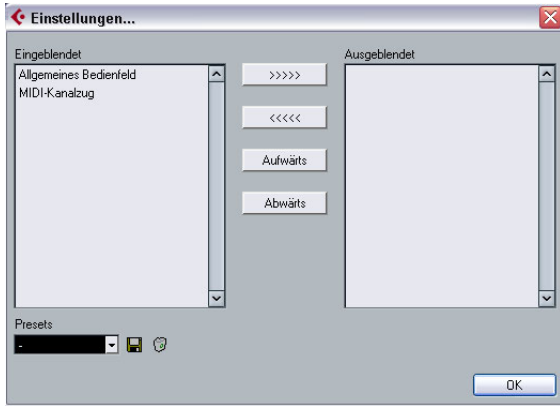 Einstellungen...
Eingeblendet
Allgemeines Bedienfeld
MIDI-Kanalzug
>>>>>
<<<<<
Aufwärts
Abwärts
Ausgeblendet
Presets
-
OK